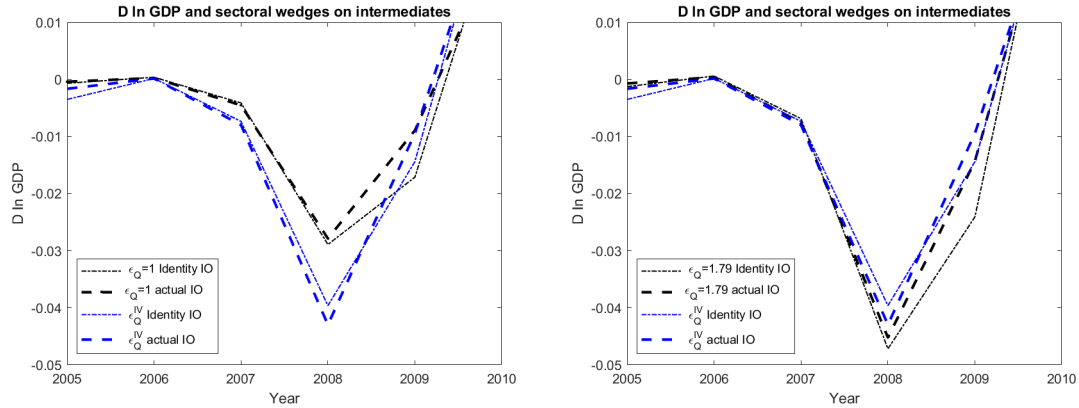 D ln GDP and sectoral wedges on intermediates
0.01
0
-0.01
-0.02
-0.03
-0.04
-0.05
D ln GDP
ϵ_Q=1 Identity IO
ϵ_Q=1 actual IO
ϵ_Q^IV Identity IO
ϵ_Q^IV actual IO
2005 2006 2007 2008 2009 2010
Year
D ln GDP and sectoral wedges on intermediates
0.01
0
-0.01
-0.02
-0.03
-0.04
-0.05
D ln GDP
ϵ_Q=1.79 Identity IO
ϵ_Q=1.79 actual IO
ϵ_Q^IV Identity IO
ϵ_Q^IV actual IO
2005 2006 2007 2008 2009 2010
Year